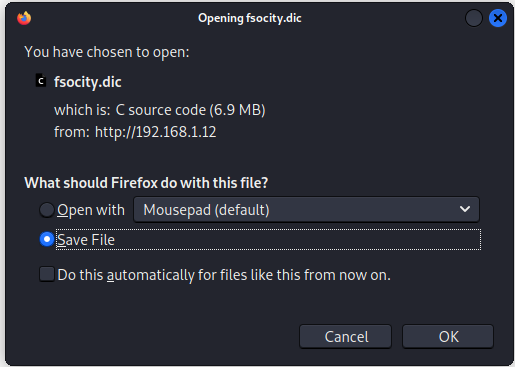 Opening fsocity.dic
You have chosen to open:
C fsocity.dic
which is: C source code (6.9 MB)
from: http://192.168.1.12
What should Firefox do with this file?
Open with Mousepad (default)
Save File
Do this automatically for files like this from now on.
Cancel OK